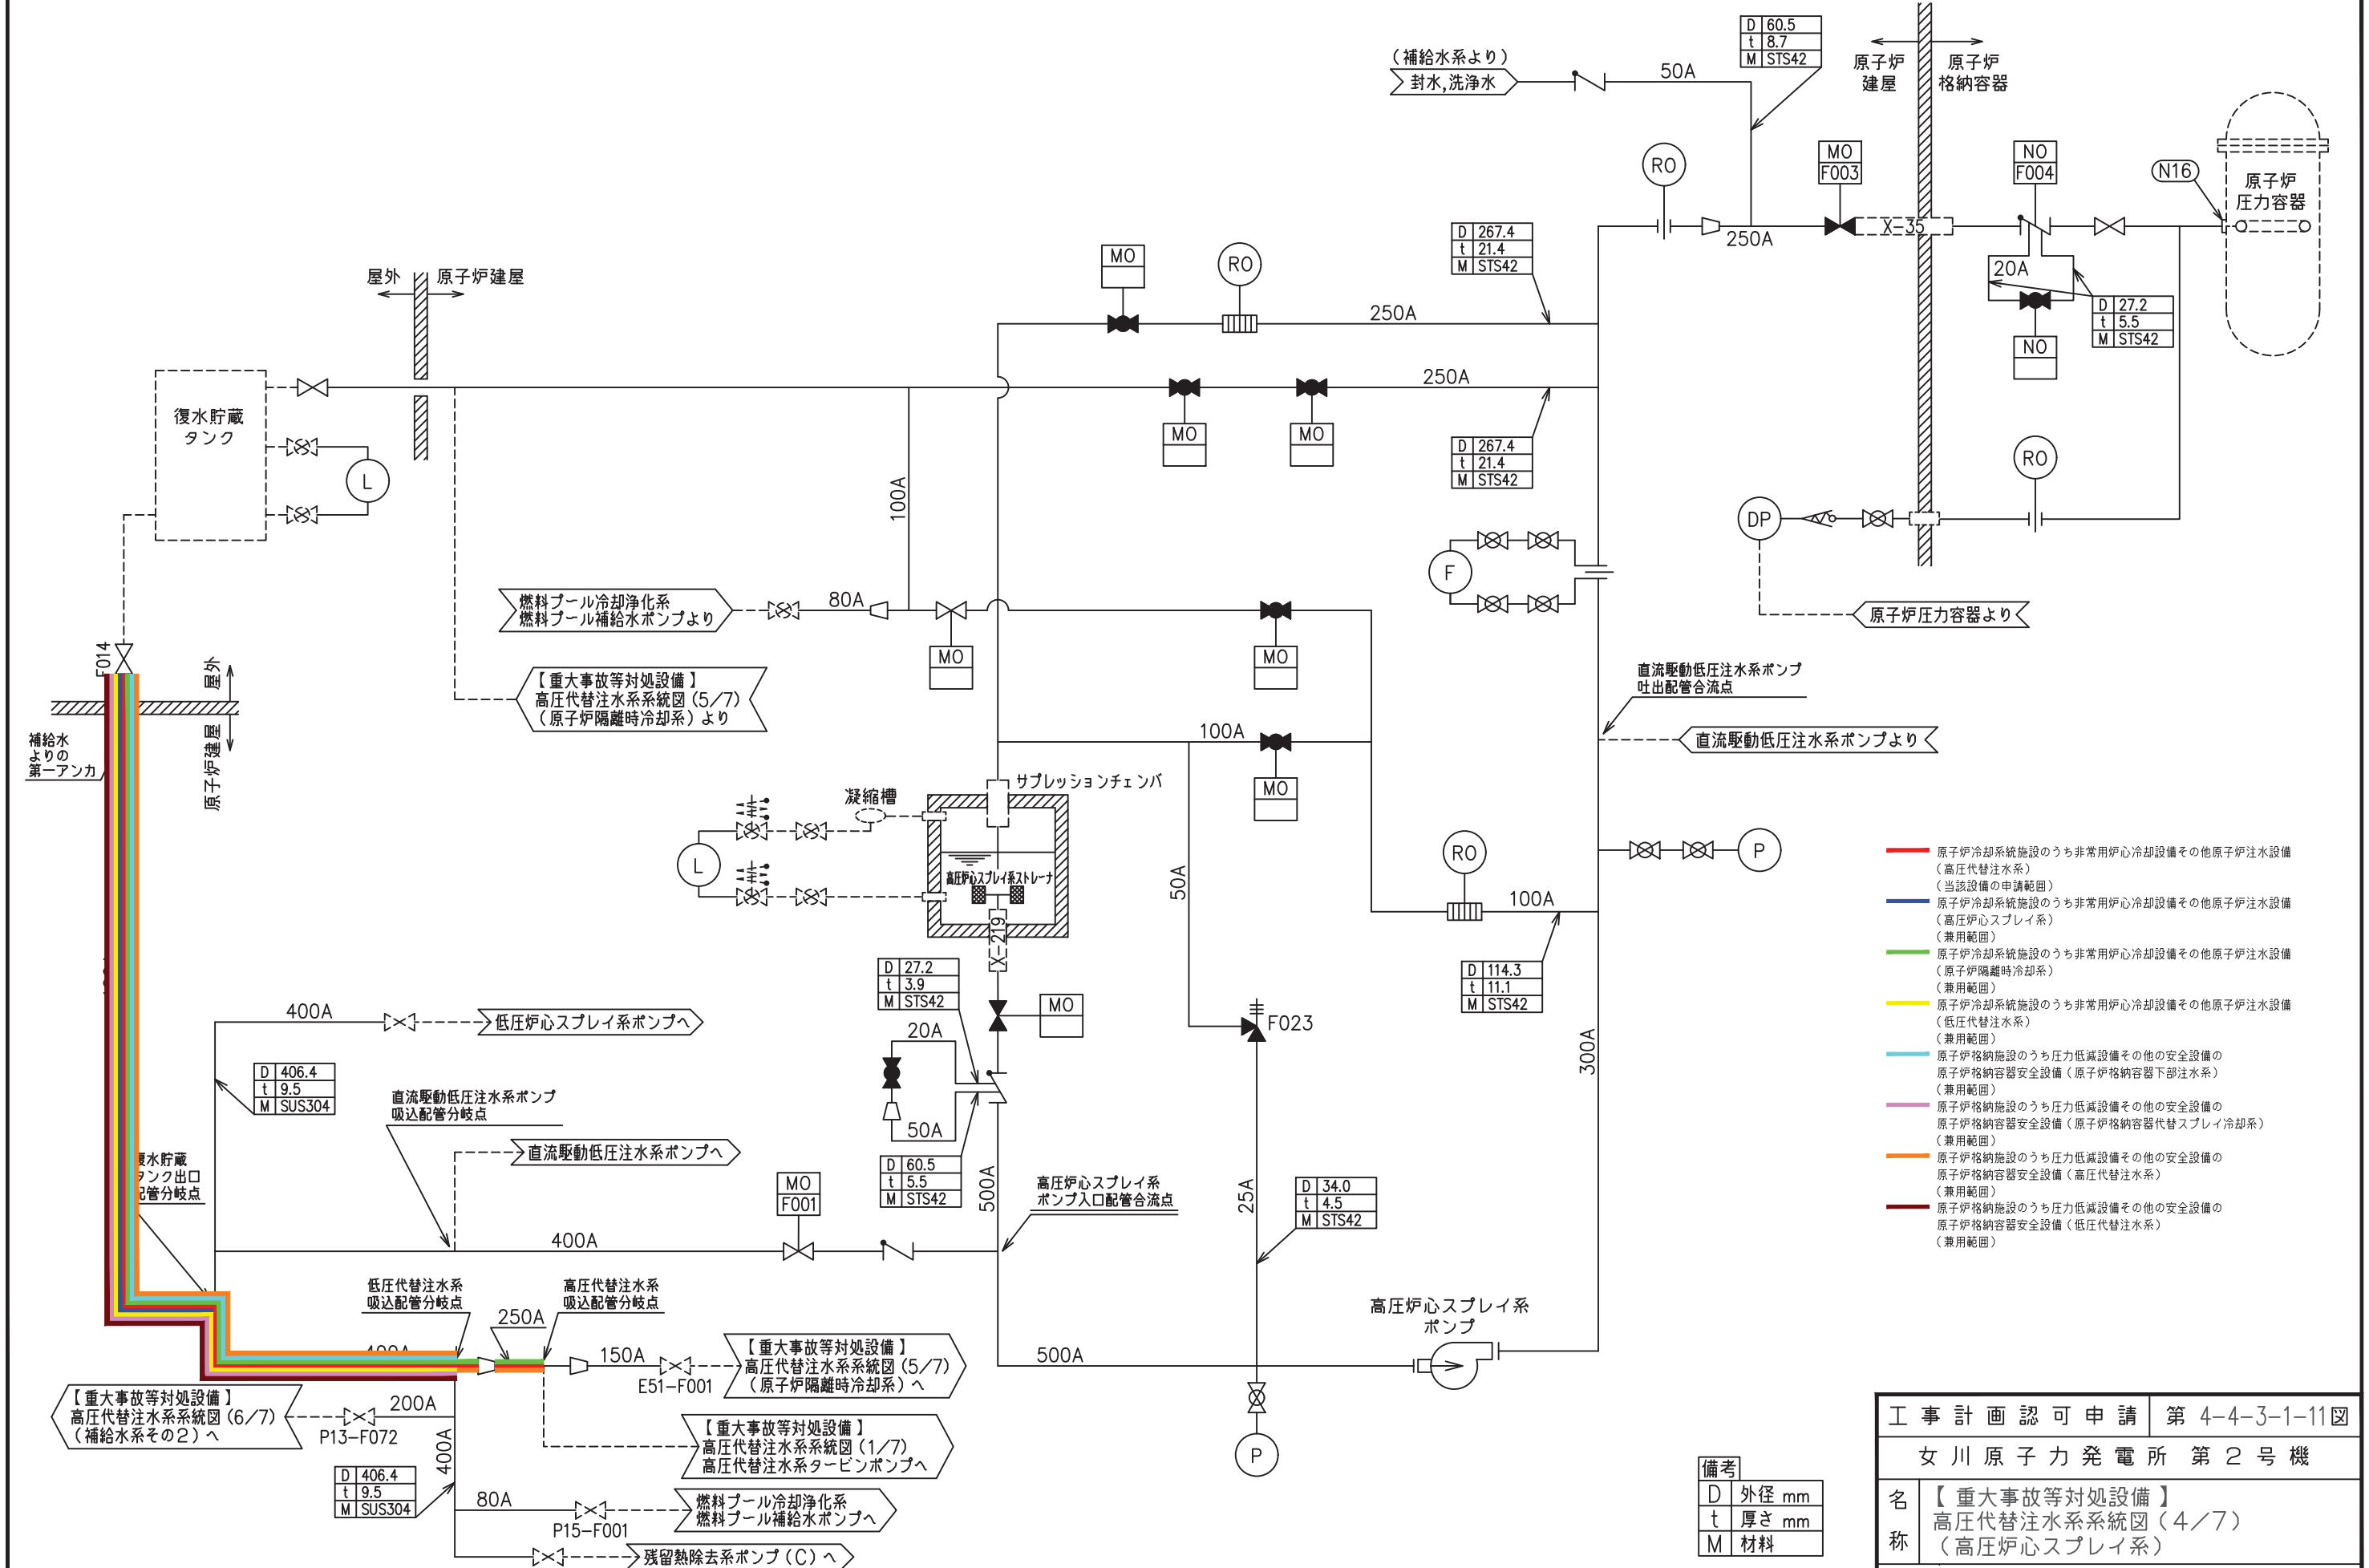 D 60.5
t 8.7
M STS42
(補給水系より)
封水,洗浄水
50A
原子炉
建屋
原子炉
格納容器
RO
MO
F003
NO
F004
N16
原子炉
圧力容器
250A
X-35
20A
NO
D 27.2
t 5.5
M STS42
D 267.4
t 21.4
M STS42
MO
RO
250A
屋外
原子炉建屋
250A
MO
MO
D 267.4
t 21.4
M STS42
復水貯蔵
タンク
L
100A
RO
DP
F
原子炉圧力容器より
燃料プール冷却浄化系
燃料プール補給水ポンプより
80A
MO
MO
F014
屋外
原子炉建屋
補給水
よりの
第一アンカ
【重大事故等対処設備】
高圧代替注水系系統図(5/7)
(原子炉隔離時冷却系)より
直流駆動低圧注水系ポンプ
吐出配管合流点
直流駆動低圧注水系ポンプより
100A
MO
サプレッションチェンバ
凝縮槽
L
高圧炉心スプレイ系ストレーナ
X-219
50A
RO
100A
P
D 114.3
t 11.1
M STS42
D 27.2
t 3.9
M STS42
MO
F023
300A
20A
50A
D 60.5
t 5.5
M STS42
500A
400A
低圧炉心スプレイ系ポンプへ
D 406.4
t 9.5
M SUS304
直流駆動低圧注水系ポンプ
吸込配管分岐点
直流駆動低圧注水系ポンプへ
復水貯蔵
タンク出口
配管分岐点
MO
F001
400A
高圧炉心スプレイ系
ポンプ入口配管合流点
25A
D 34.0
t 4.5
M STS42
低圧代替注水系
吸込配管分岐点
高圧代替注水系
吸込配管分岐点
250A
400A
150A
E51-F001
【重大事故等対処設備】
高圧代替注水系系統図(5/7)
(原子炉隔離時冷却系)へ
500A
高圧炉心スプレイ系
ポンプ
P
【重大事故等対処設備】
高圧代替注水系系統図(6/7)
(補給水系その2)へ
200A
P13-F072
400A
【重大事故等対処設備】
高圧代替注水系系統図(1/7)
高圧代替注水系タービンポンプへ
D 406.4
t 9.5
M SUS304
80A
P15-F001
燃料プール冷却浄化系
燃料プール補給水ポンプへ
残留熱除去系ポンプ(C)へ
原子炉冷却系統施設のうち非常用炉心冷却設備その他原子炉注水設備
(高圧代替注水系)
(当該設備の申請範囲)
原子炉冷却系統施設のうち非常用炉心冷却設備その他原子炉注水設備
(高圧炉心スプレイ系)
(兼用範囲)
原子炉冷却系統施設のうち非常用炉心冷却設備その他原子炉注水設備
(原子炉隔離時冷却系)
(兼用範囲)
原子炉冷却系統施設のうち非常用炉心冷却設備その他原子炉注水設備
(低圧代替注水系)
(兼用範囲)
原子炉格納施設のうち圧力低減設備その他の安全設備の
原子炉格納容器安全設備(原子炉格納容器下部注水系)
(兼用範囲)
原子炉格納施設のうち圧力低減設備その他の安全設備の
原子炉格納容器安全設備(原子炉格納容器代替スプレイ冷却系)
(兼用範囲)
原子炉格納施設のうち圧力低減設備その他の安全設備の
原子炉格納容器安全設備(高圧代替注水系)
(兼用範囲)
原子炉格納施設のうち圧力低減設備その他の安全設備の
原子炉格納容器安全設備(低圧代替注水系)
(兼用範囲)
備考
D 外径 mm
t 厚さ mm
M 材料
工事計画認可申請 第 4-4-3-1-11図
女川原子力発電所 第2号機
名称
【重大事故等対処設備】
高圧代替注水系系統図(4/7)
(高圧炉心スプレイ系)